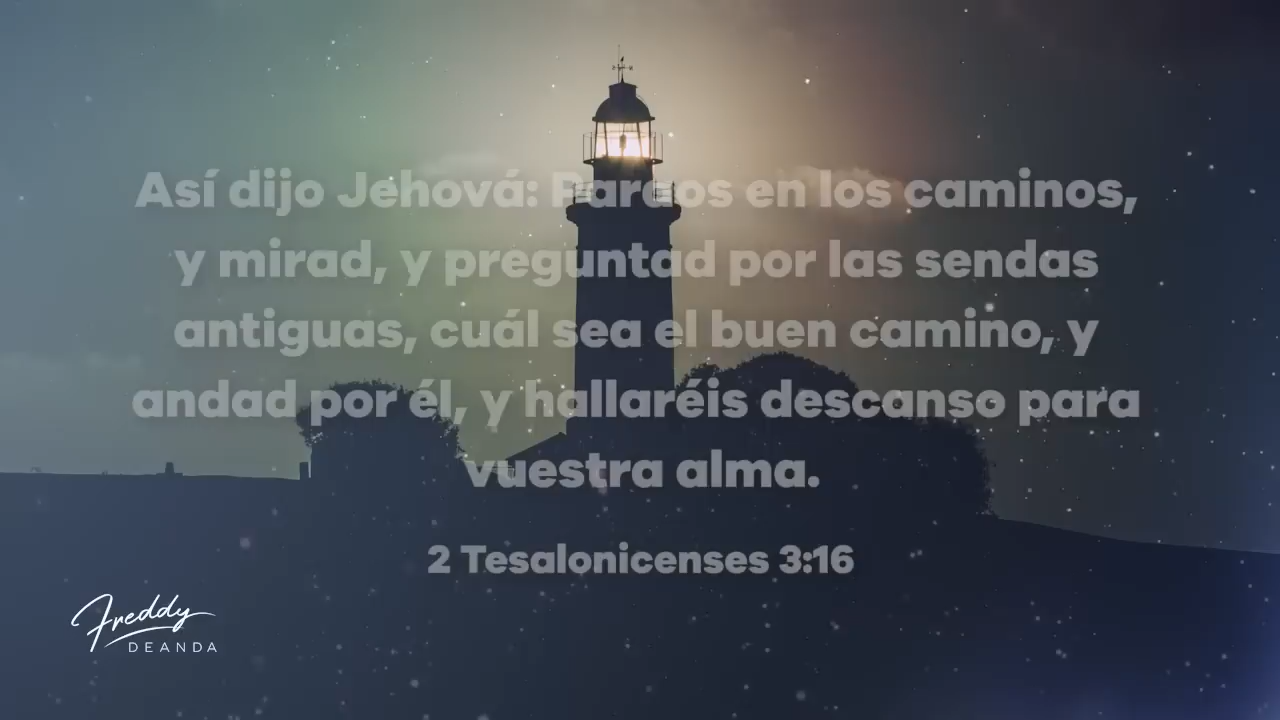 Así dijo Jehová: Paraos en los caminos,
y mirad, y preguntad por las sendas
antiguas, cuál sea el buen camino, y
andad por él, y hallaréis descanso para
vuestra alma.
2 Tesalonicenses 3:16
Freddy
DEANDA